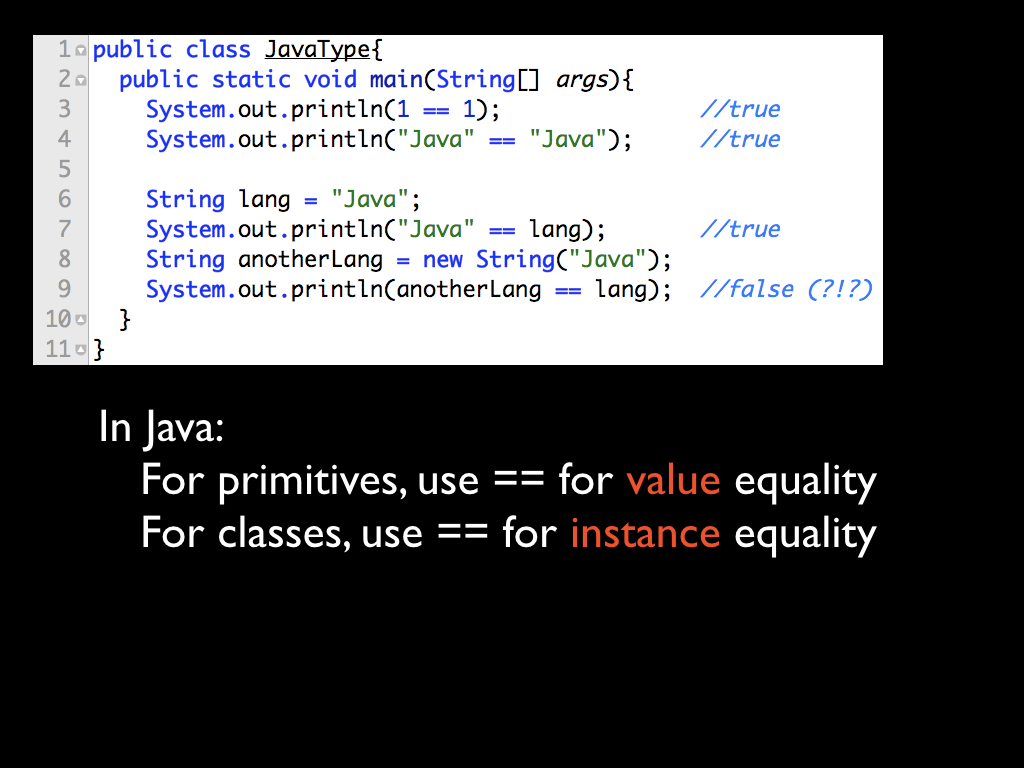 1 public class JavaType{
2   public static void main(String[] args){
3     System.out.println(1 == 1);               //true
4     System.out.println("Java" == "Java");     //true
5
6     String lang = "Java";
7     System.out.println("Java" == lang);       //true
8     String anotherLang = new String("Java");
9     System.out.println(anotherLang == lang);  //false (?!?)
10   }
11 }
In Java:
For primitives, use == for value equality
For classes, use == for instance equality